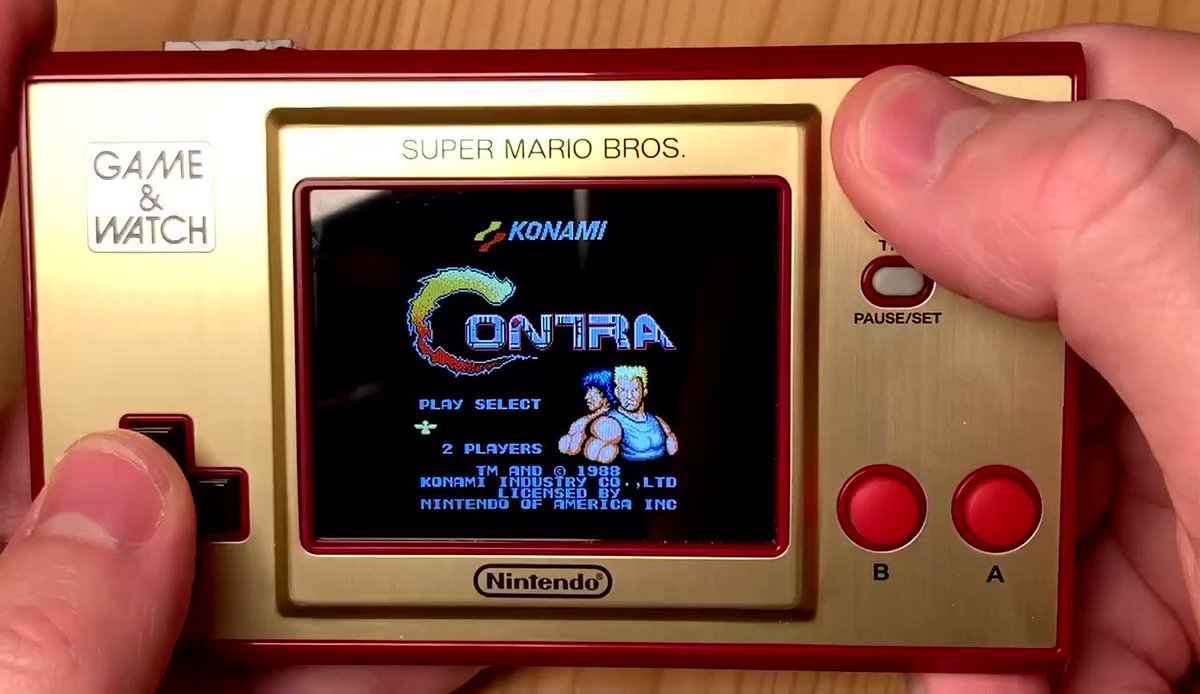 GAME
&
WATCH
SUPER MARIO BROS.
KONAMI
CONTRA
PLAY SELECT
2 PLAYERS
TM AND © 1988
KONAMI INDUSTRY CO.,LTD
LICENSED BY
NINTENDO OF AMERICA INC
Nintendo®
PAUSE/SET
B
A